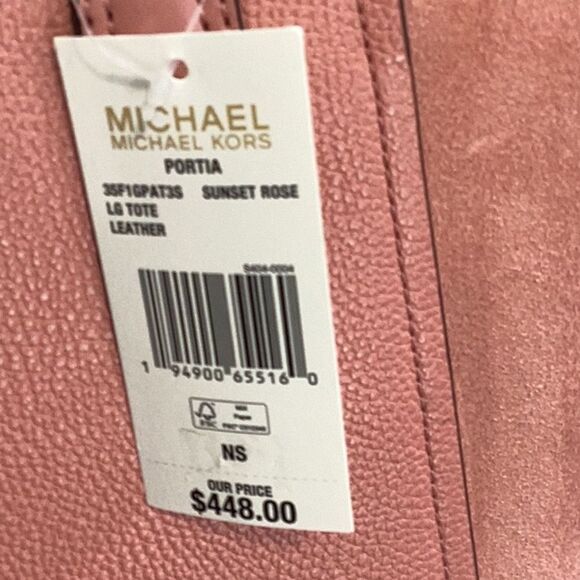 MICHAEL
MICHAEL KORS
PORTIA
35F1GPAT3S SUNSET ROSE
LG TOTE
LEATHER
1 94900 65516 0
FSC
NS
OUR PRICE
$448.00